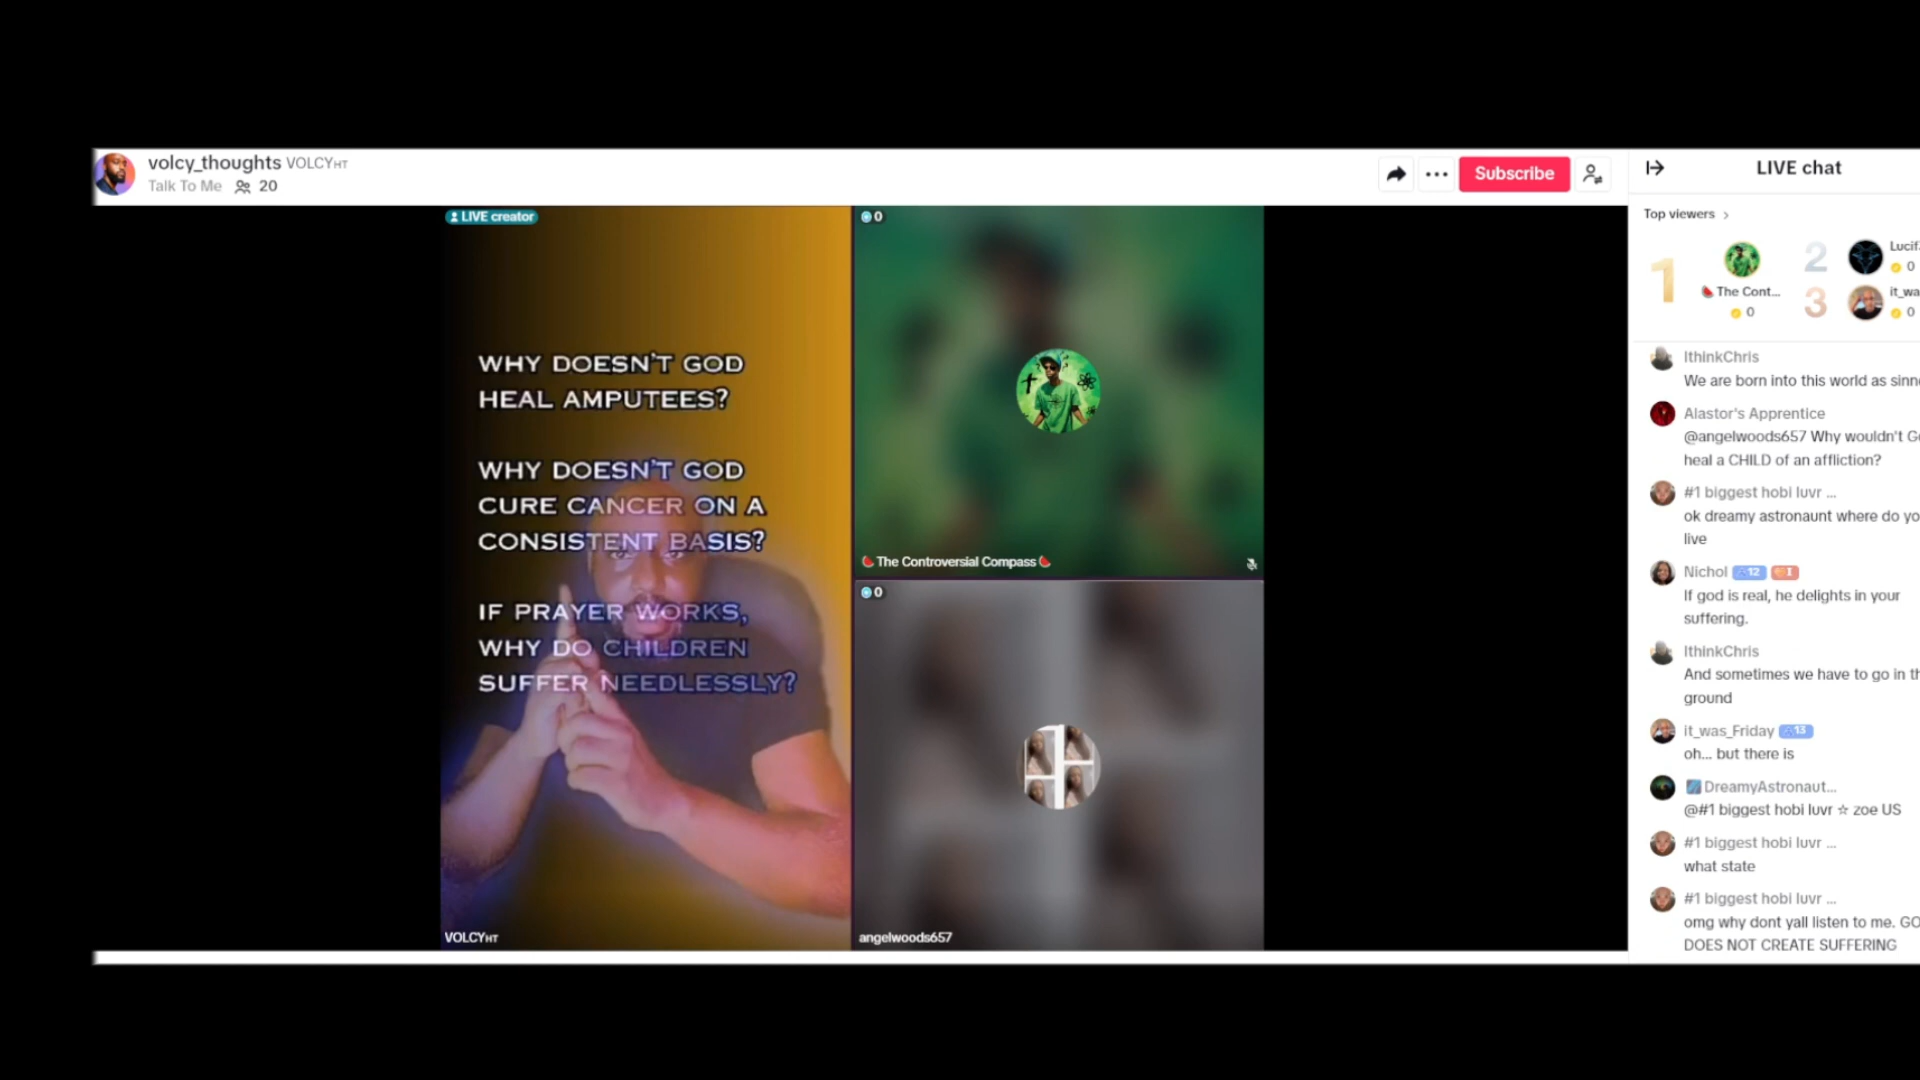 volcy_thoughts VOLCYHT
Talk To Me 20
Subscribe
LIVE creator
WHY DOESN'T GOD
HEAL AMPUTEES?
WHY DOESN'T GOD
CURE CANCER ON A
CONSISTENT BASIS?
IF PRAYER WORKS,
WHY DO CHILDREN
SUFFER NEEDLESSLY?
VOLCYHT
0
🍉The Controversial Compass🍉
0
angelwoods657
LIVE chat
Top viewers
1
🍉 The Cont...
0
2
Lucif
0
3
it_wa
0
IthinkChris
We are born into this world as sinn
Alastor's Apprentice
@angelwoods657 Why wouldn't G
heal a CHILD of an affliction?
#1 biggest hobi luvr ...
ok dreamy astronaunt where do yo
live
Nichol 12 I
If god is real, he delights in your
suffering.
IthinkChris
And sometimes we have to go in th
ground
it_was_Friday 13
oh... but there is
DreamyAstronaut...
@#1 biggest hobi luvr ☆ zoe US
#1 biggest hobi luvr ...
what state
#1 biggest hobi luvr ...
omg why dont yall listen to me. GO
DOES NOT CREATE SUFFERING